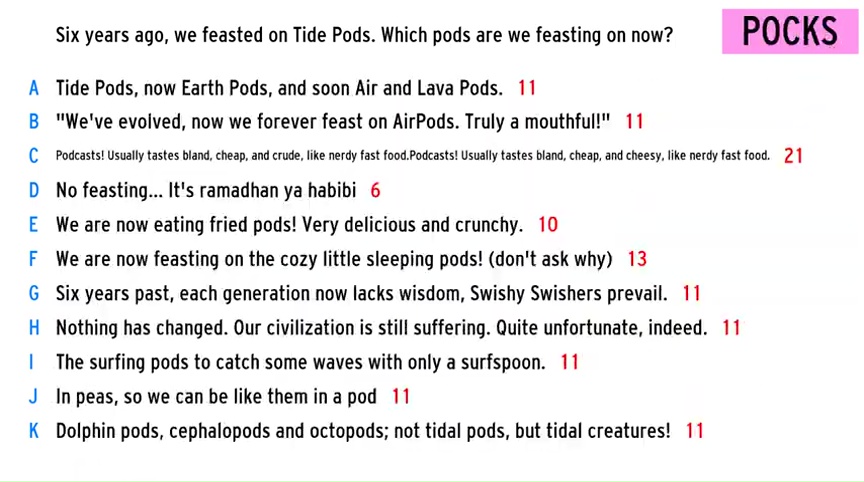 Six years ago, we feasted on Tide Pods. Which pods are we feasting on now?
POCKS
A Tide Pods, now Earth Pods, and soon Air and Lava Pods. 11
B "We've evolved, now we forever feast on AirPods. Truly a mouthful!" 11
C Podcasts! Usually tastes bland, cheap, and crude, like nerdy fast food.Podcasts! Usually tastes bland, cheap, and cheesy, like nerdy fast food. 21
D No feasting... It's ramadhan ya habibi 6
E We are now eating fried pods! Very delicious and crunchy. 10
F We are now feasting on the cozy little sleeping pods! (don't ask why) 13
G Six years past, each generation now lacks wisdom, Swishy Swishers prevail. 11
H Nothing has changed. Our civilization is still suffering. Quite unfortunate, indeed. 11
I The surfing pods to catch some waves with only a surfspoon. 11
J In peas, so we can be like them in a pod 11
K Dolphin pods, cephalopods and octopods; not tidal pods, but tidal creatures! 11